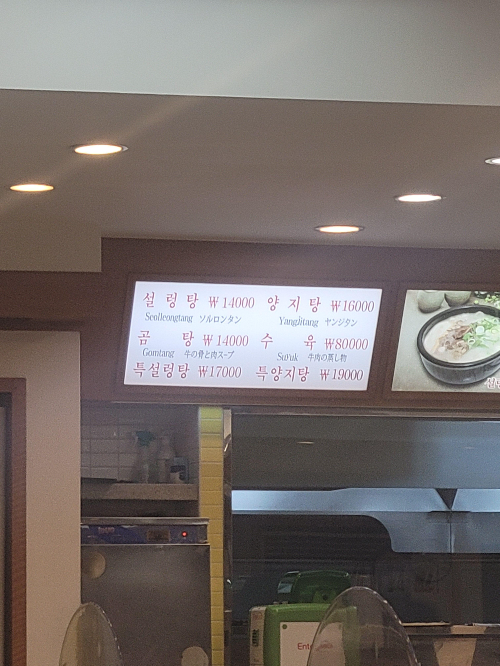 설렁탕 ₩14000 양지탕 ₩16000
Seolleongtang ソルロンタン Yangjitang ヤンジタン
곰탕 ₩14000 수육 ₩80000
Gomtang 牛の骨と肉スープ SuYuk 牛肉の蒸し物
특설렁탕 ₩17000 특양지탕 ₩19000